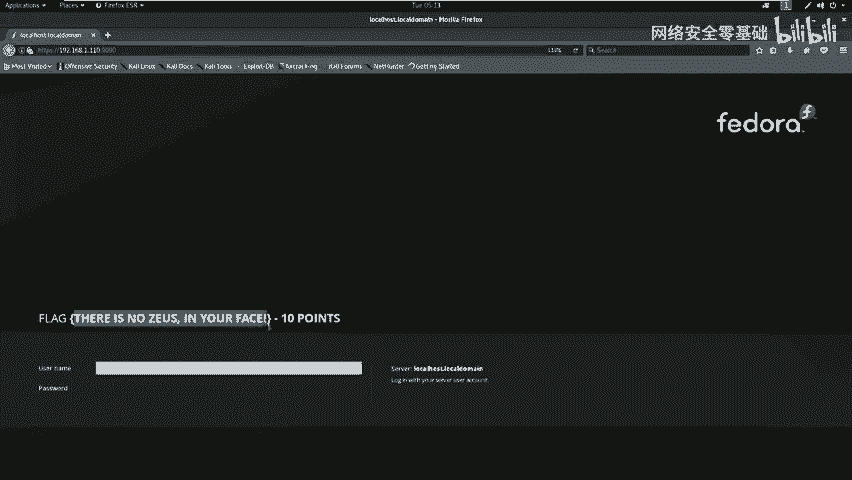 Applications Places Firefox ESR Tue 05:13 1
localhost.localdomain - Mozilla Firefox
网络安全零基础 bilibili
localhost.localdomain
https://192.168.1.110:9090 Search
Most Visited Offensive Security Kali Linux Kali Docs Kali Tools Exploit-DB Aircrack-ng Kali Forums NetHunter Getting Started
fedora
FLAG {THERE IS NO ZEUS, IN YOUR FACE!} - 10 POINTS
User name
Server: localhost.localdomain
Log in with your server user account.
Password